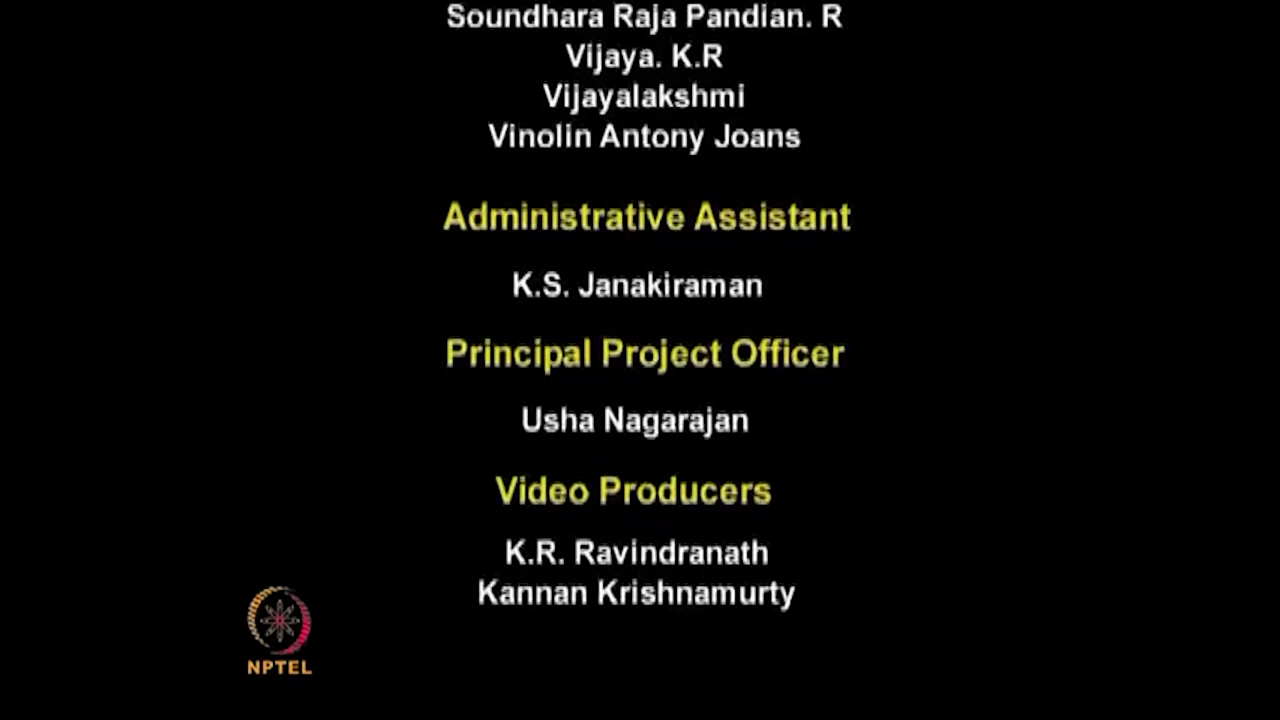 Soundhara Raja Pandian. R
Vijaya. K.R
Vijayalakshmi
Vinolin Antony Joans
Administrative Assistant
K.S. Janakiraman
Principal Project Officer
Usha Nagarajan
Video Producers
K.R. Ravindranath
Kannan Krishnamurty
NPTEL